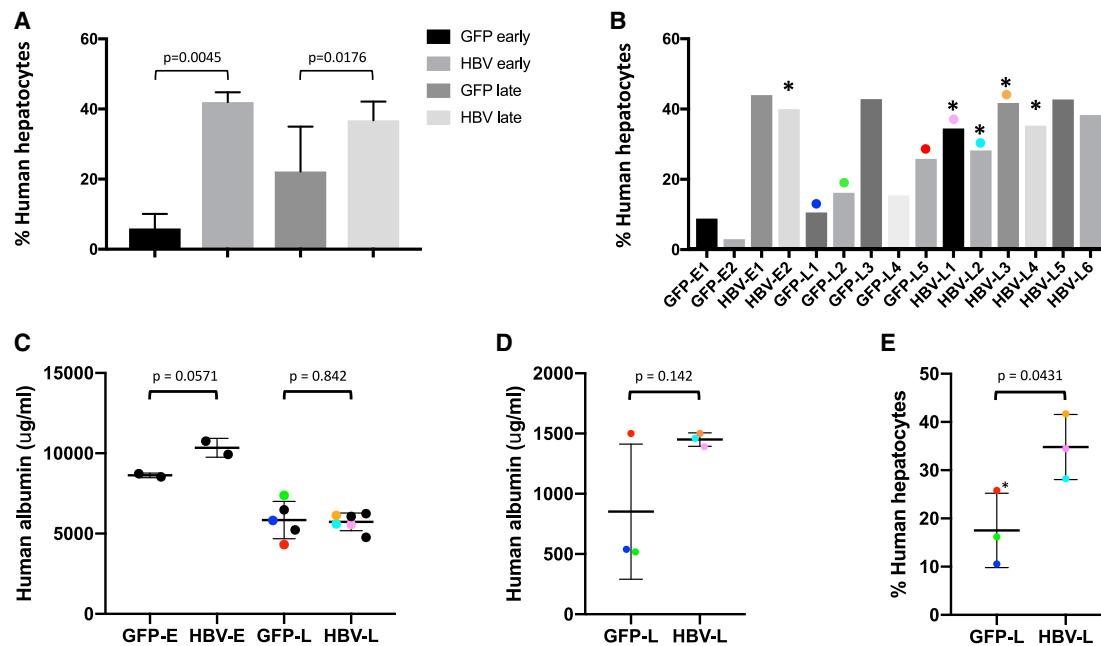 A
% Human hepatocytes
60
40
20
0
p=0.0045
p=0.0176
GFP early
HBV early
GFP late
HBV late
B
% Human hepatocytes
60
40
20
0
*
*
*
*
*
GFP-E1
GFP-E2
HBV-E1
HBV-E2
GFP-L1
GFP-L2
GFP-L3
GFP-L4
GFP-L5
HBV-L1
HBV-L2
HBV-L3
HBV-L4
HBV-L5
HBV-L6
C
Human albumin (ug/ml)
15000
10000
5000
0
p = 0.0571
p = 0.842
GFP-E HBV-E GFP-L HBV-L
D
Human albumin (ug/ml)
2000
1500
1000
500
0
p = 0.142
GFP-L HBV-L
E
% Human hepatocytes
50
40
30
20
10
0
p = 0.0431
*
GFP-L HBV-L